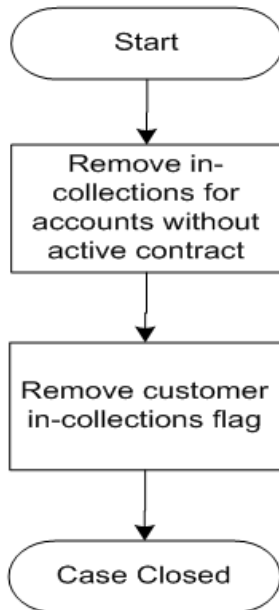 Start
Remove in-
collections for
accounts without
active contract
Remove customer
in-collections flag
Case Closed